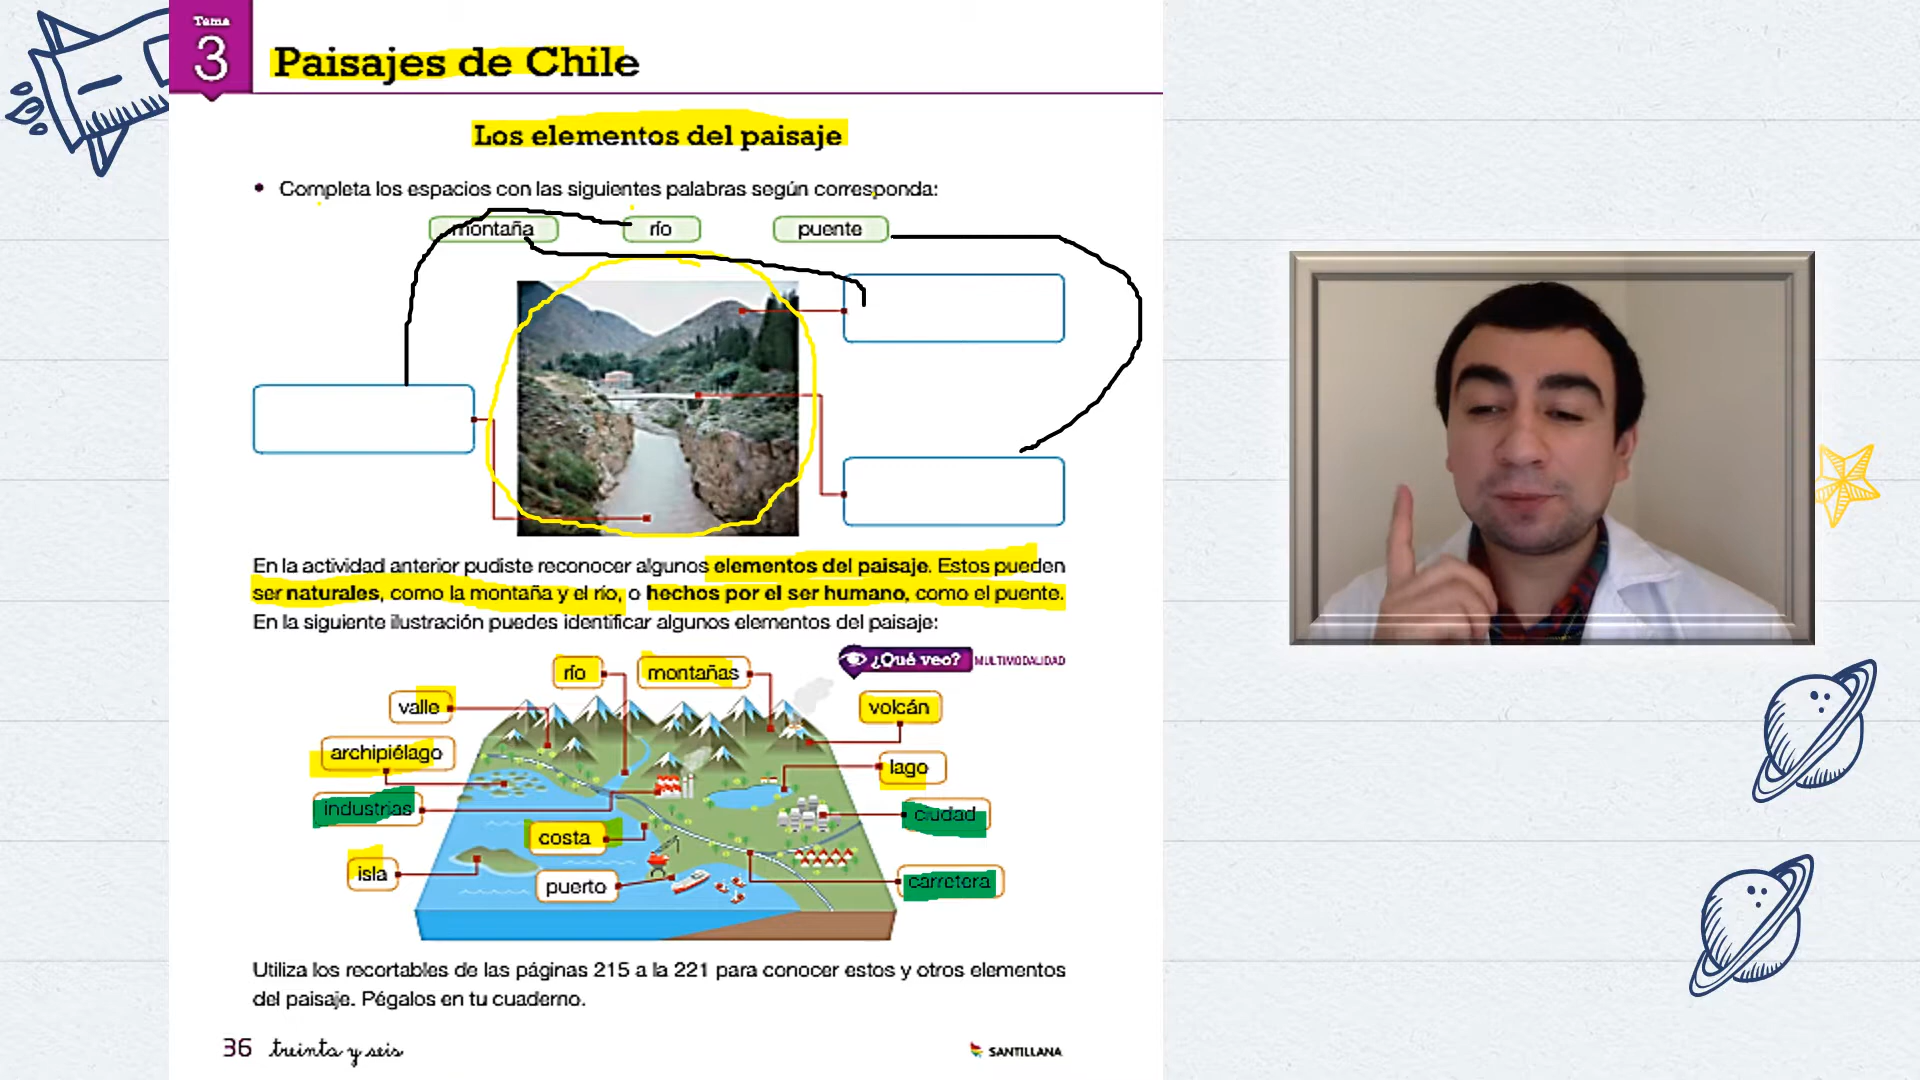 Tema
3
Paisajes de Chile
Los elementos del paisaje
• Completa los espacios con las siguientes palabras según corresponda:
montaña río puente
En la actividad anterior pudiste reconocer algunos elementos del paisaje. Estos pueden
ser naturales, como la montaña y el río, o hechos por el ser humano, como el puente.
En la siguiente ilustración puedes identificar algunos elementos del paisaje:
¿Qué veo? MULTIMODALIDAD
río montañas
valle volcán
archipiélago lago
industrias ciudad
costa
isla puerto carretera
Utiliza los recortables de las páginas 215 a la 221 para conocer estos y otros elementos
del paisaje. Pégalos en tu cuaderno.
36 treinta y seis SANTILLANA